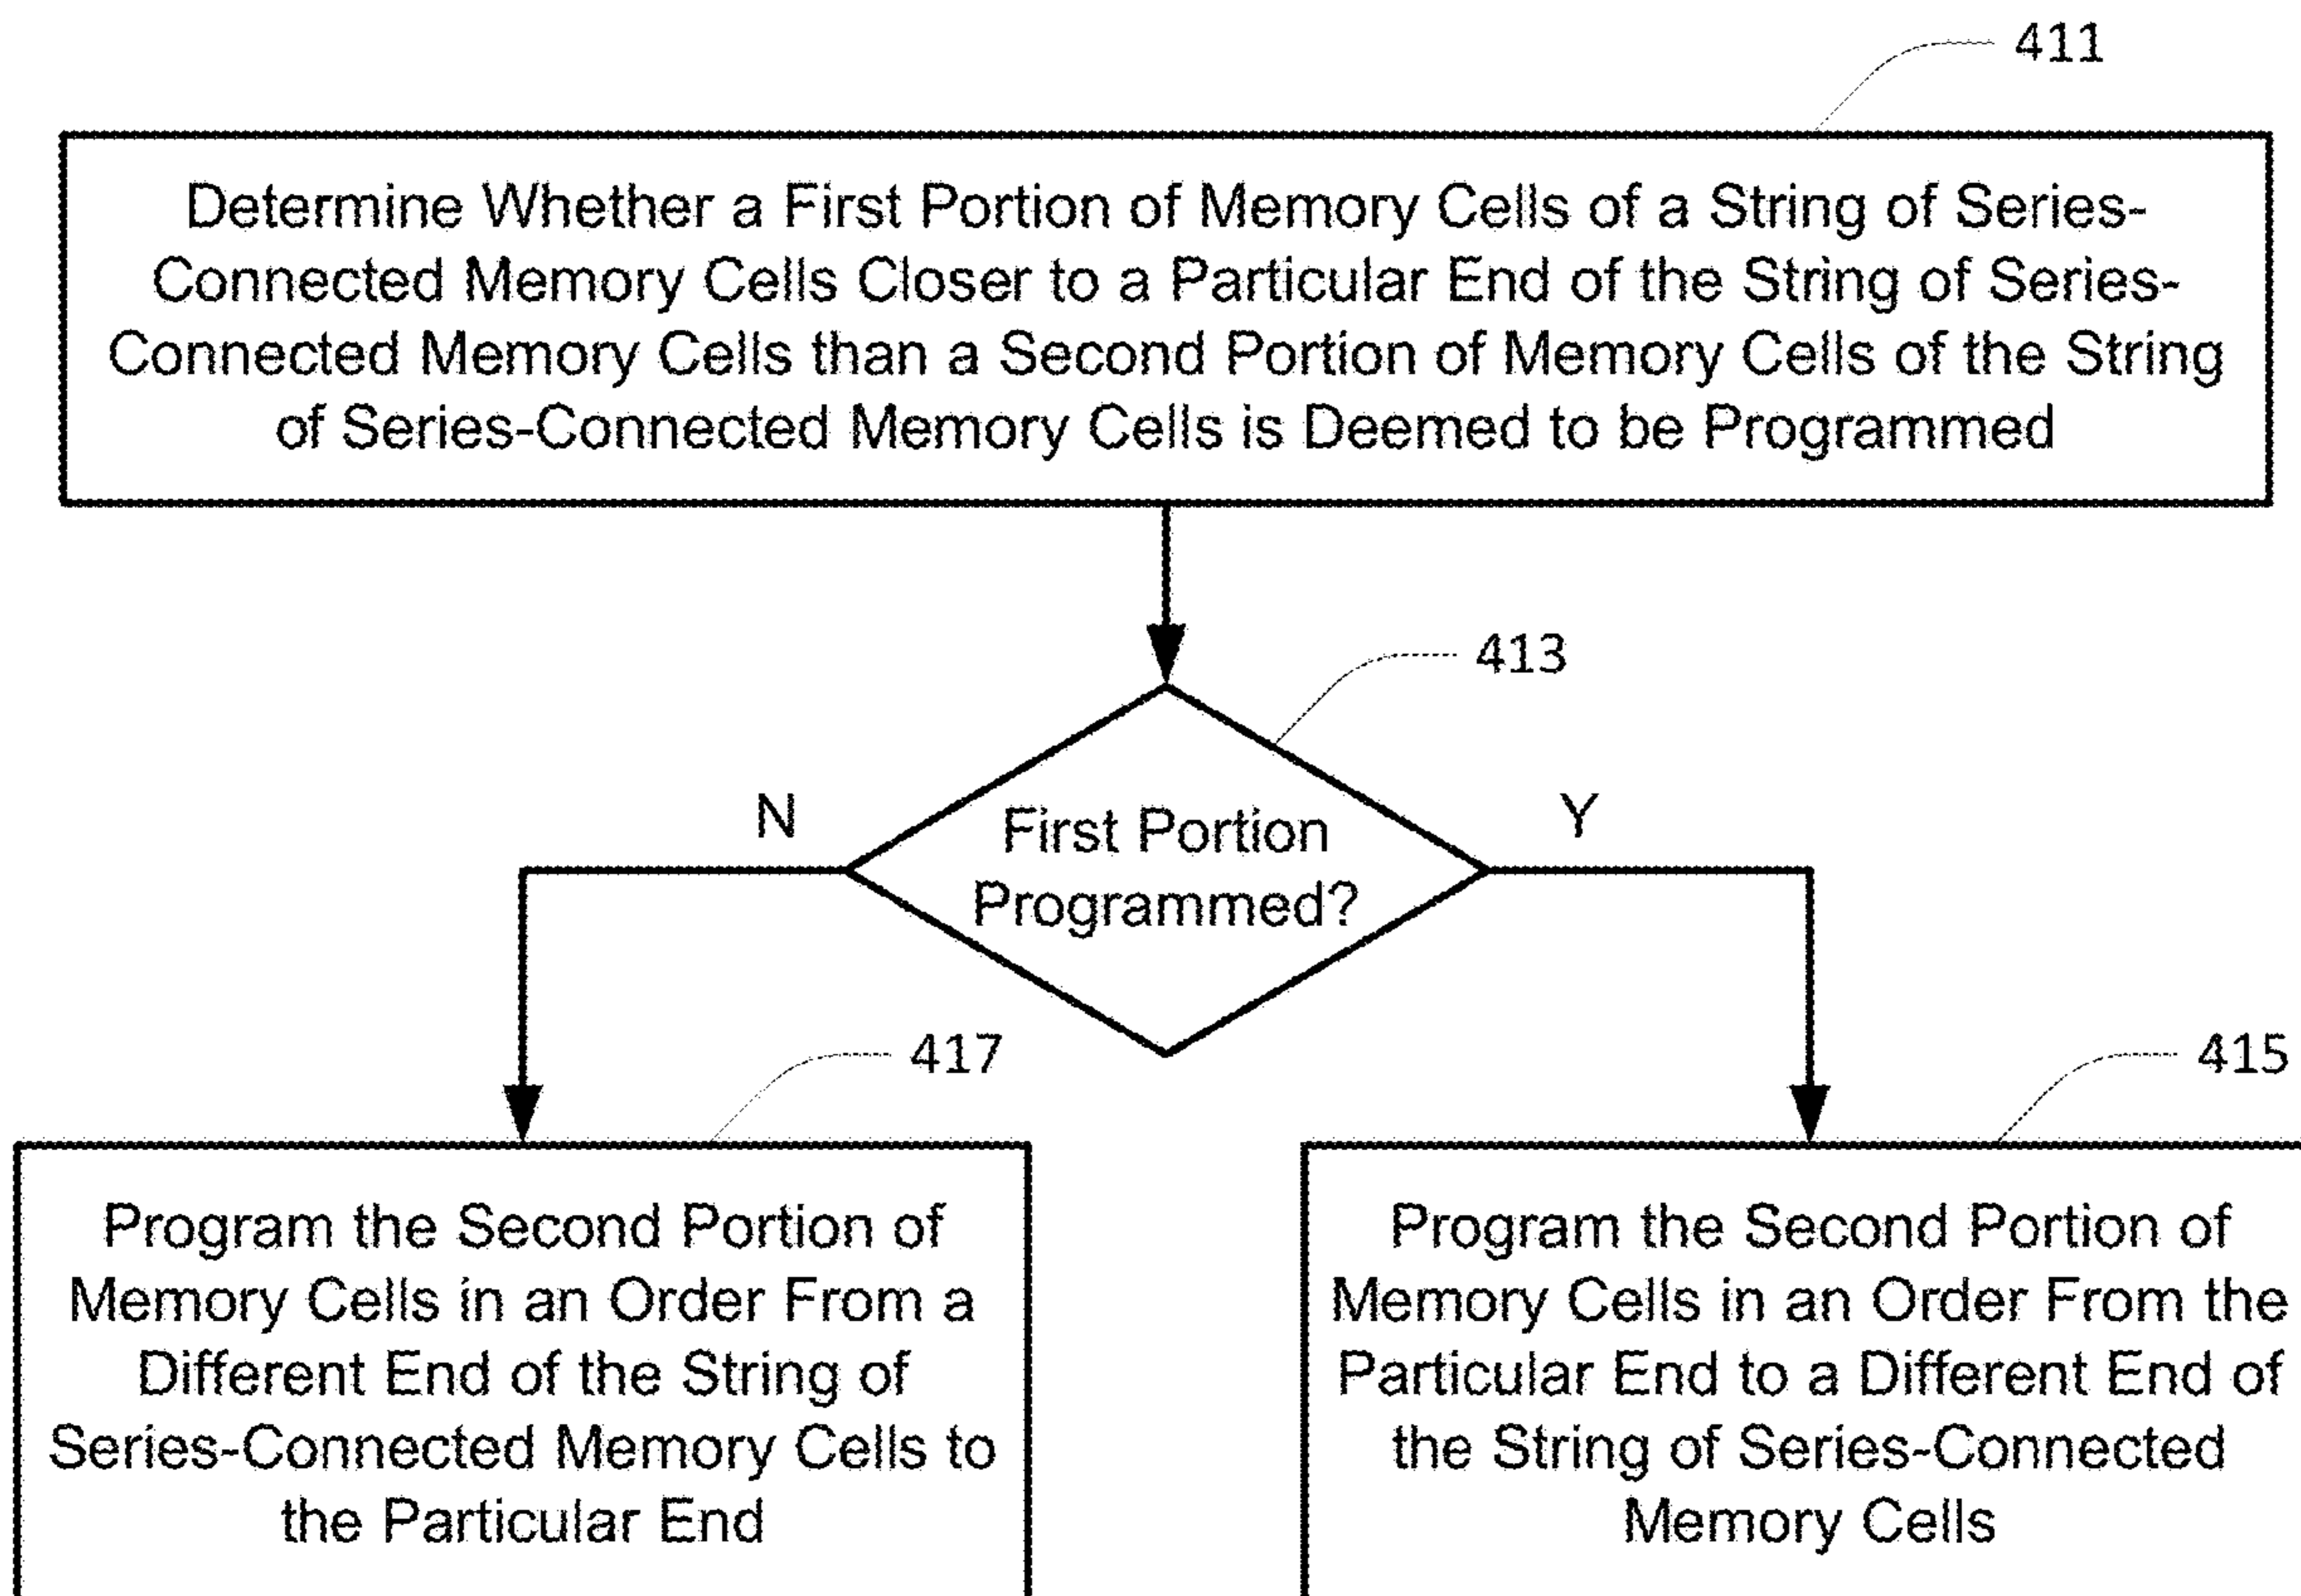 411
Determine Whether a First Portion of Memory Cells of a String of Series-
Connected Memory Cells Closer to a Particular End of the String of Series-
Connected Memory Cells than a Second Portion of Memory Cells of the String
of Series-Connected Memory Cells is Deemed to be Programmed
413
N
Y
First Portion
Programmed?
417
415
Program the Second Portion of
Memory Cells in an Order From a
Different End of the String of
Series-Connected Memory Cells to
the Particular End
Program the Second Portion of
Memory Cells in an Order From the
Particular End to a Different End of
the String of Series-Connected
Memory Cells